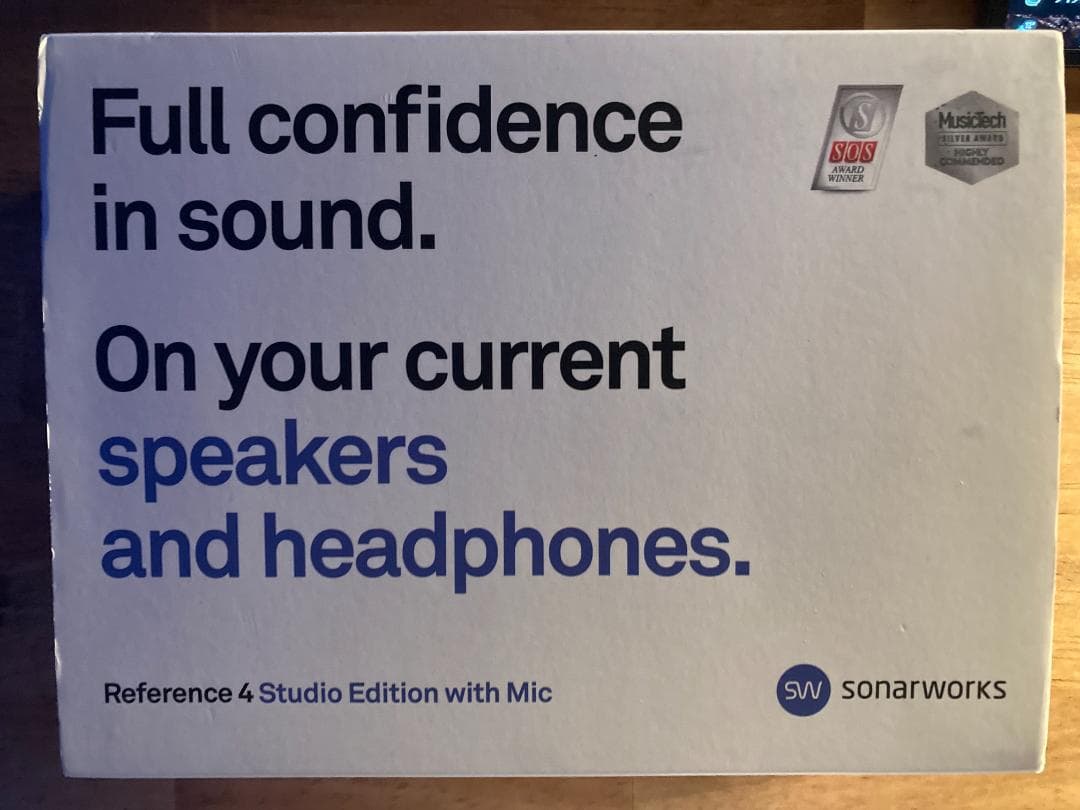 Full confidence
in sound.
On your current
speakers
and headphones.
Reference 4 Studio Edition with Mic
SW sonarworks
S
SOS
AWARD
WINNER
MusicTech
SILVER AWARD
HIGHLY
COMMENDED